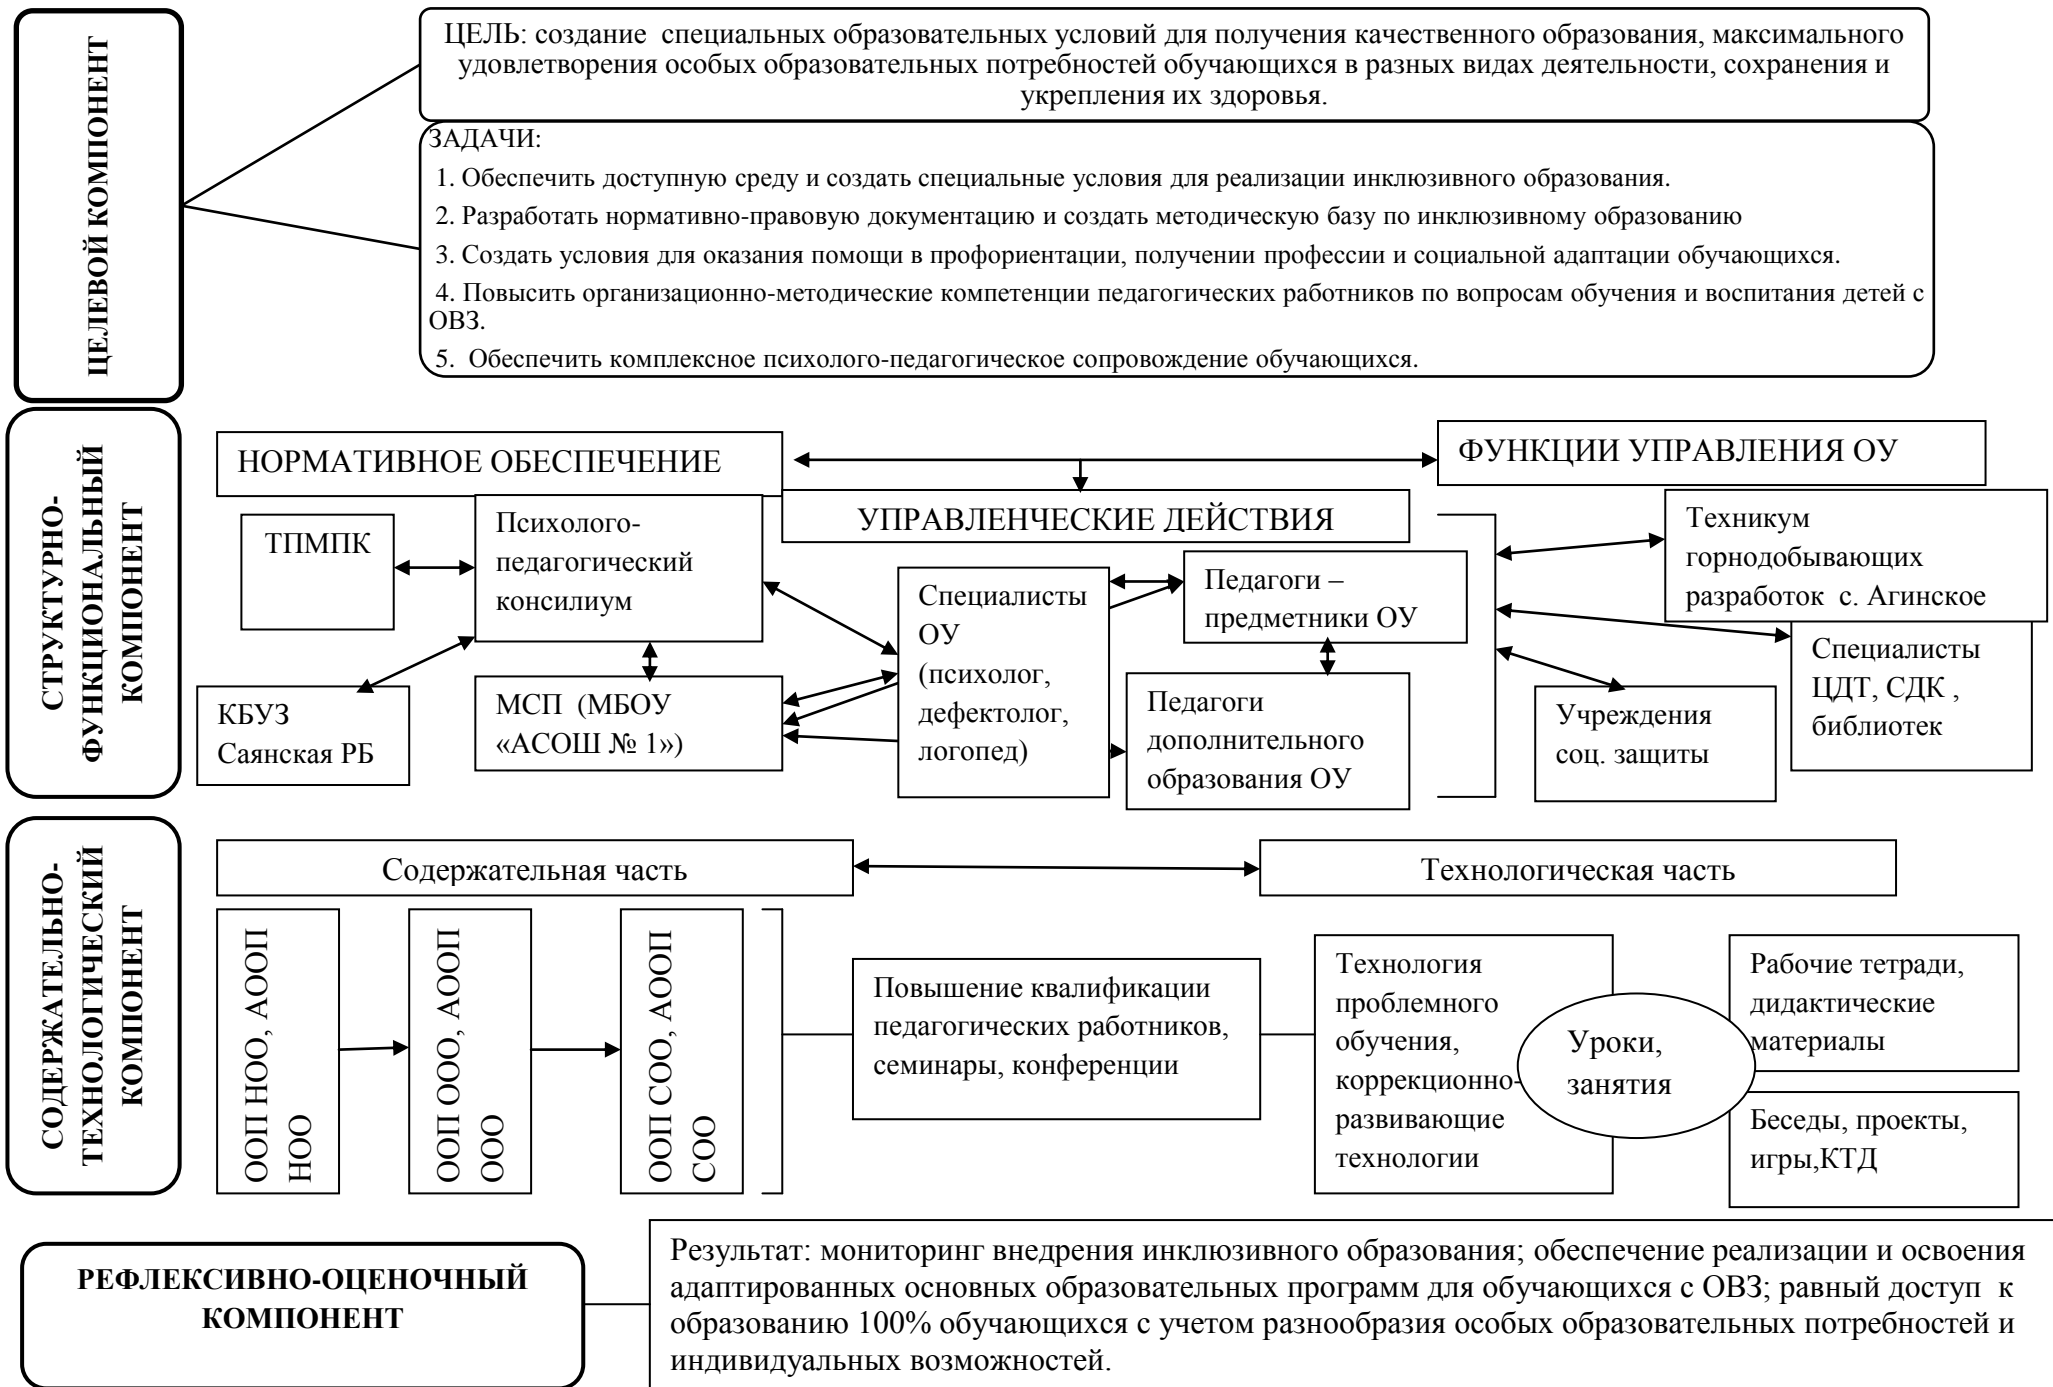 ЦЕЛЕВОЙ КОМПОНЕНТ
ЦЕЛЬ: создание специальных образовательных условий для получения качественного образования, максимального
удовлетворения особых образовательных потребностей обучающихся в разных видах деятельности, сохранения и
укрепления их здоровья.
ЗАДАЧИ:
1. Обеспечить доступную среду и создать специальные условия для реализации инклюзивного образования.
2. Разработать нормативно-правовую документацию и создать методическую базу по инклюзивному образованию
3. Создать условия для оказания помощи в профориентации, получении профессии и социальной адаптации обучающихся.
4. Повысить организационно-методические компетенции педагогических работников по вопросам обучения и воспитания детей с
ОВЗ.
5. Обеспечить комплексное психолого-педагогическое сопровождение обучающихся.
СТРУКТУРНО-
ФУНКЦИОНАЛЬНЫЙ
КОМПОНЕНТ
НОРМАТИВНОЕ ОБЕСПЕЧЕНИЕ
ФУНКЦИИ УПРАВЛЕНИЯ ОУ
УПРАВЛЕНЧЕСКИЕ ДЕЙСТВИЯ
ТПМПК
Психолого-
педагогический
консилиум
КБУЗ
Саянская РБ
МСП (МБОУ
«АСОШ № 1»)
Специалисты
ОУ
(психолог,
дефектолог,
логопед)
Педагоги –
предметники ОУ
Педагоги
дополнительного
образования ОУ
Техникум
горнодобывающих
разработок с. Агинское
Специалисты
ЦДТ, СДК ,
библиотек
Учреждения
соц. защиты
СОДЕРЖАТЕЛЬНО-
ТЕХНОЛОГИЧЕСКИЙ
КОМПОНЕНТ
Содержательная часть
Технологическая часть
ООП НОО, АООП
НОО
ООП ООО, АООП
ООО
ООП СОО, АООП
СОО
Повышение квалификации
педагогических работников,
семинары, конференции
Технология
проблемного
обучения,
коррекционно-
развивающие
технологии
Уроки,
занятия
Рабочие тетради,
дидактические
материалы
Беседы, проекты,
игры,КТД
РЕФЛЕКСИВНО-ОЦЕНОЧНЫЙ
КОМПОНЕНТ
Результат: мониторинг внедрения инклюзивного образования; обеспечение реализации и освоения
адаптированных основных образовательных программ для обучающихся с ОВЗ; равный доступ к
образованию 100% обучающихся с учетом разнообразия особых образовательных потребностей и
индивидуальных возможностей.